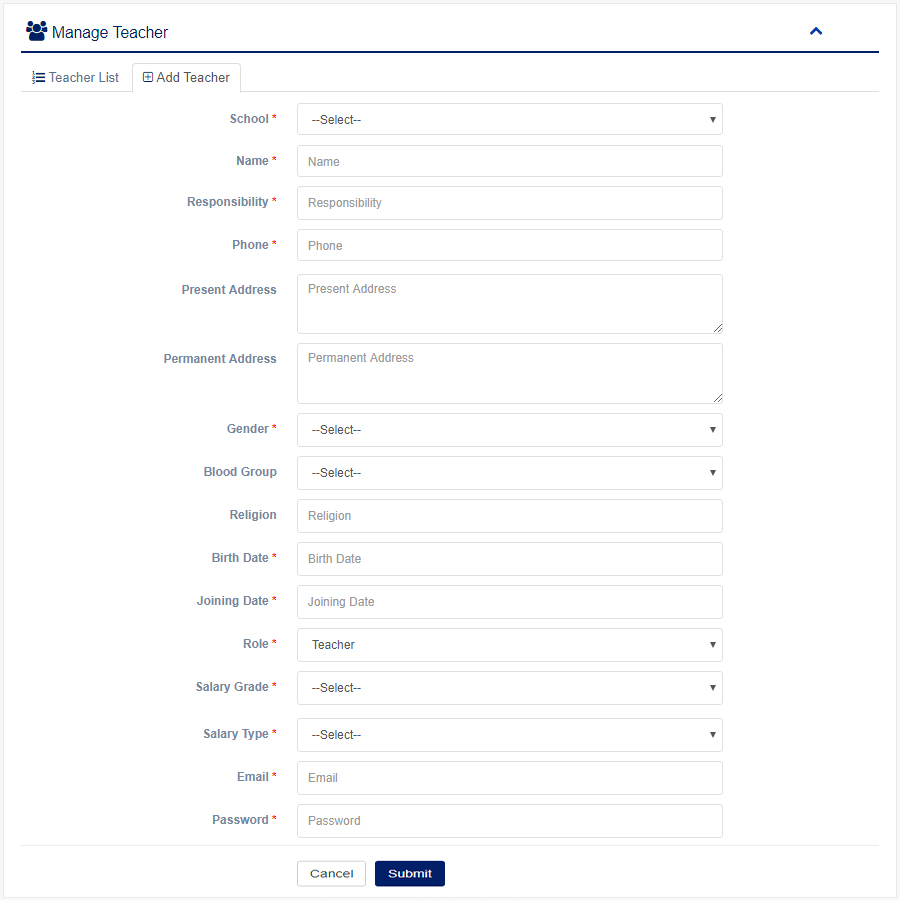 Manage Teacher
Teacher List Add Teacher
School * --Select--
Name * Name
Responsibility * Responsibility
Phone * Phone
Present Address Present Address
Permanent Address Permanent Address
Gender * --Select--
Blood Group --Select--
Religion Religion
Birth Date * Birth Date
Joining Date * Joining Date
Role * Teacher
Salary Grade * --Select--
Salary Type * --Select--
Email * Email
Password * Password
Cancel Submit